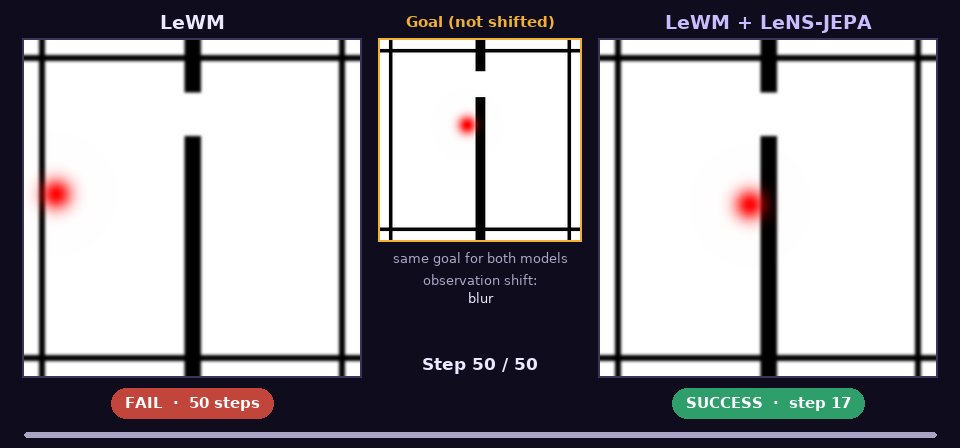 LeWM
Goal (not shifted)
LeWM + LeNS-JEPA
same goal for both models
observation shift:
blur
Step 50 / 50
FAIL · 50 steps
SUCCESS · step 17